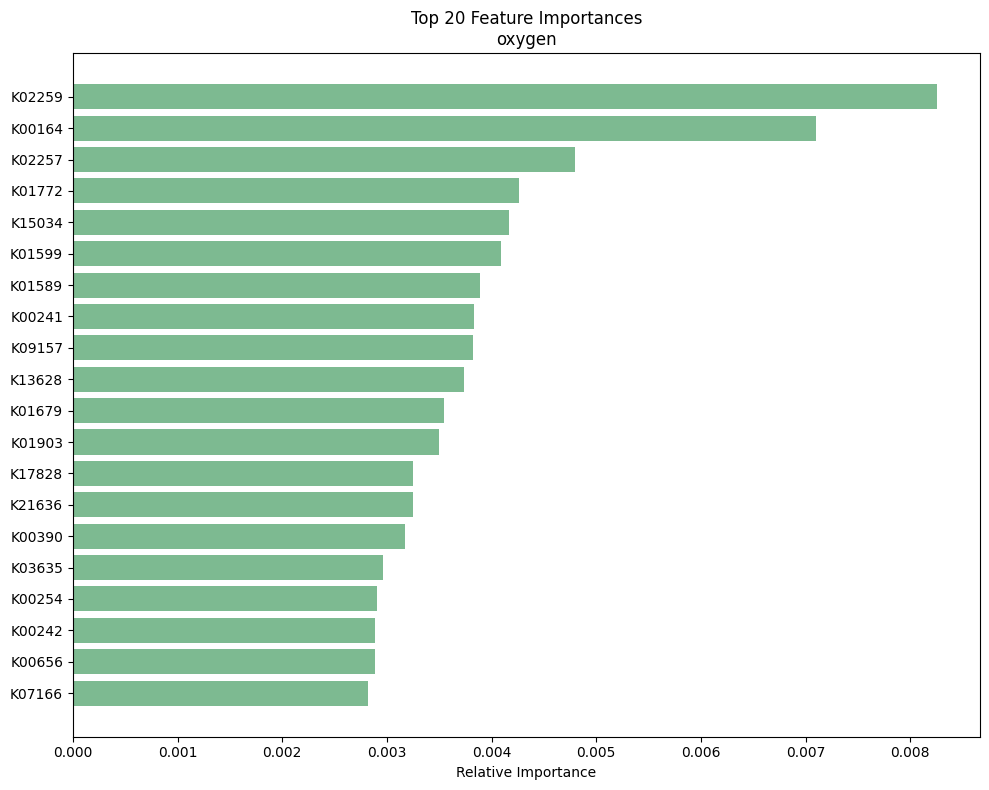 Top 20 Feature Importances
oxygen
K02259
K00164
K02257
K01772
K15034
K01599
K01589
K00241
K09157
K13628
K01679
K01903
K17828
K21636
K00390
K03635
K00254
K00242
K00656
K07166
0.000 0.001 0.002 0.003 0.004 0.005 0.006 0.007 0.008
Relative Importance